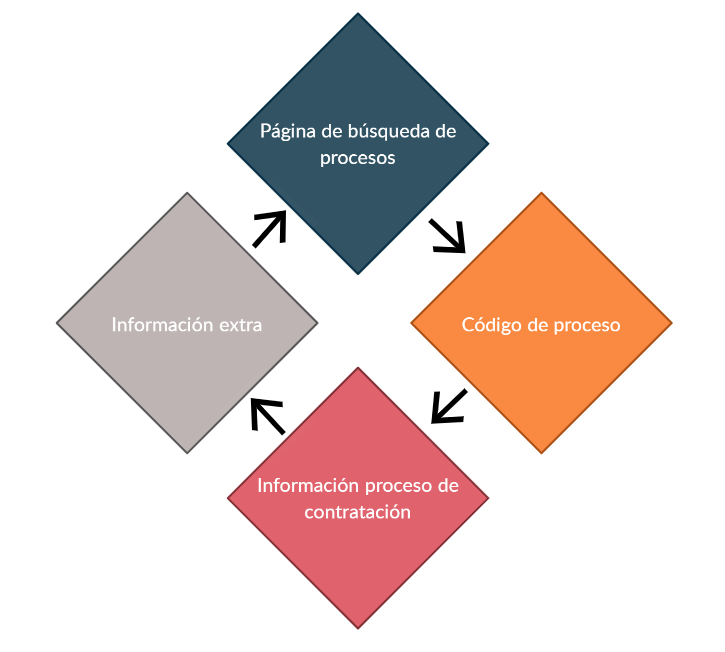 Página de búsqueda de
procesos
Información extra
Código de proceso
Información proceso de
contratación